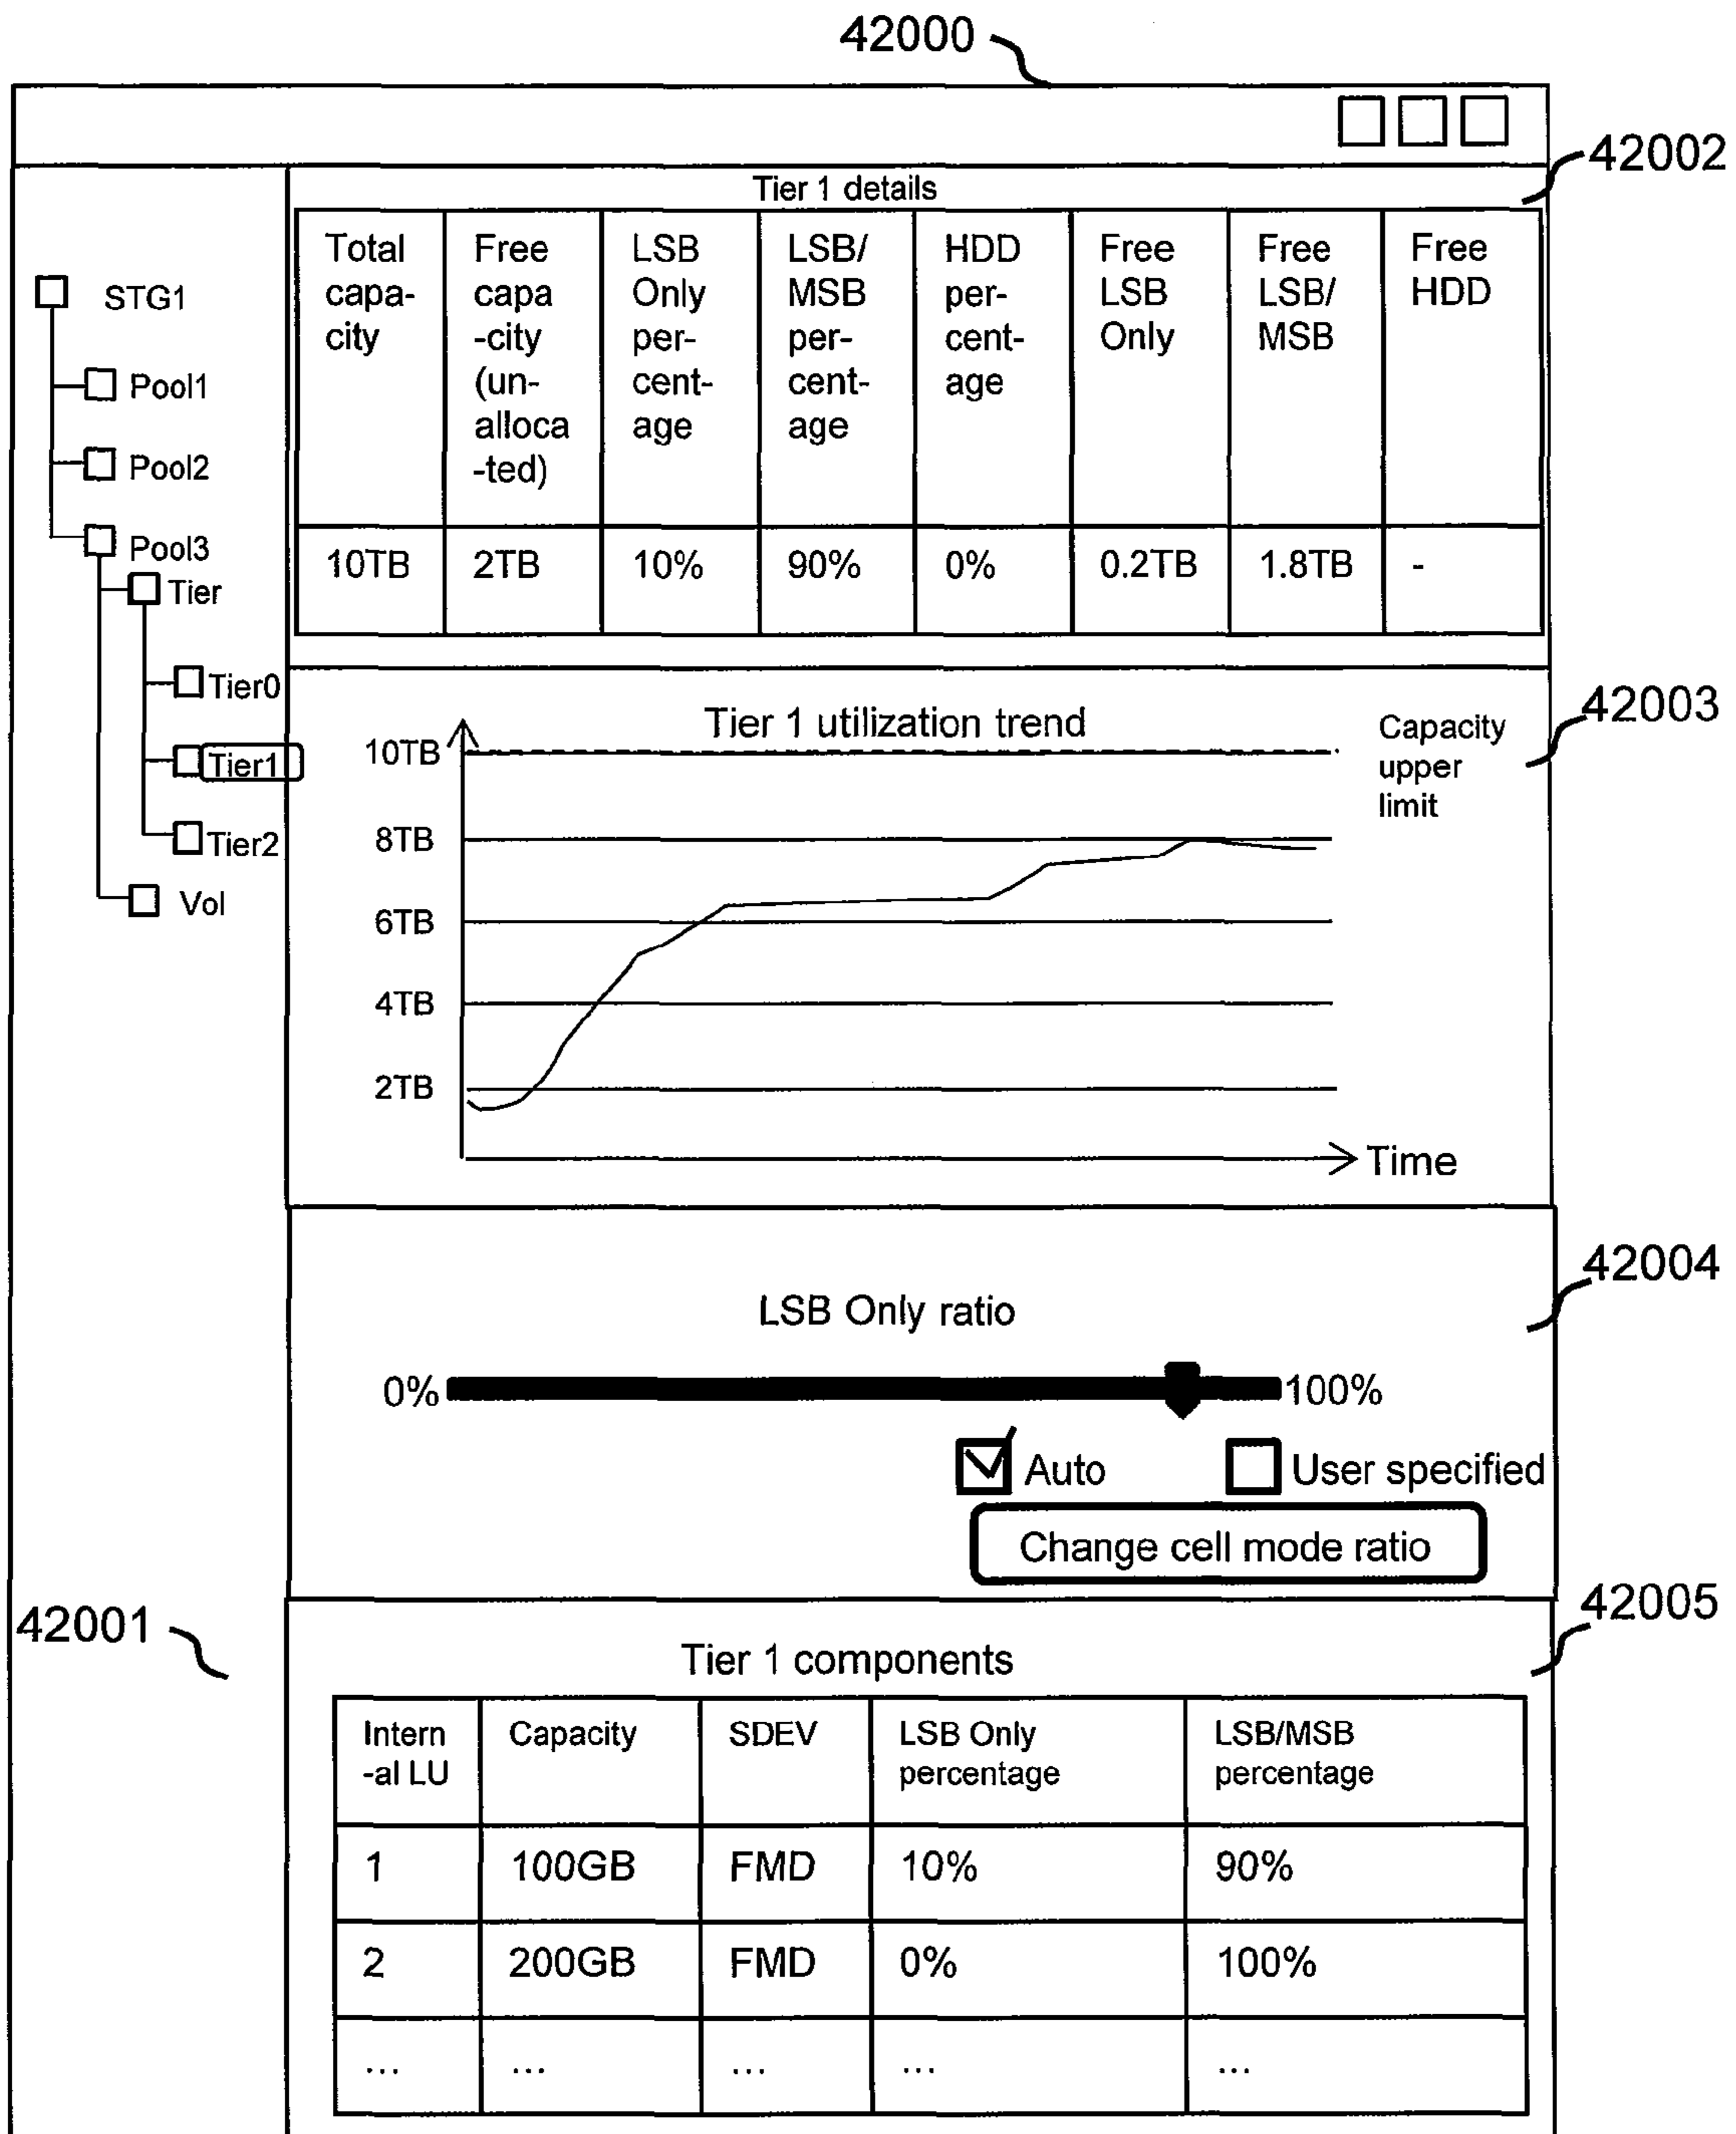 42000
42002
Tier 1 details
Total capa- city
Free capa -city (un- alloca -ted)
LSB Only per- cent- age
LSB/ MSB per- cent- age
HDD per- cent- age
Free LSB Only
Free LSB/ MSB
Free HDD
10TB 2TB 10% 90% 0% 0.2TB 1.8TB -
STG1
Pool1
Pool2
Pool3
Tier
Tier0
Tier1
Tier2
Vol
42003
Tier 1 utilization trend
Capacity
upper
limit
10TB
8TB
6TB
4TB
2TB
Time
42004
LSB Only ratio
0% 100%
Auto User specified
Change cell mode ratio
42001
42005
Tier 1 components
Intern -al LU
Capacity
SDEV
LSB Only percentage
LSB/MSB percentage
1 100GB FMD 10% 90%
2 200GB FMD 0% 100%
... ... ... ... ...